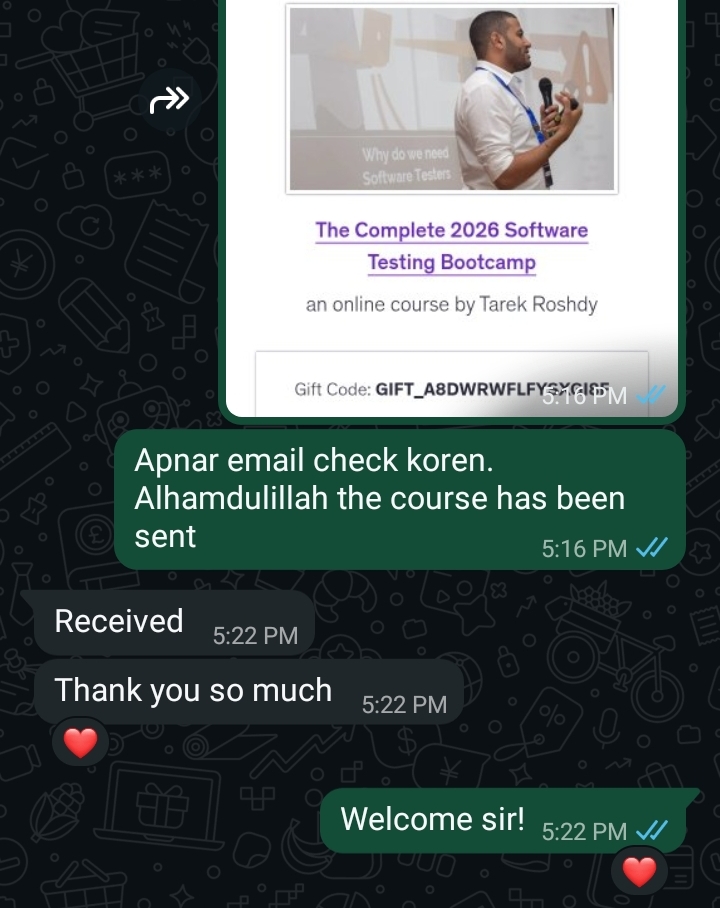 Why do we need
Software Testers
The Complete 2026 Software
Testing Bootcamp
an online course by Tarek Roshdy
Gift Code:
5:16 PM
Apnar email check koren.
Alhamdulillah the course has been
sent
5:16 PM
Received 5:22 PM
Thank you so much 5:22 PM
Welcome sir! 5:22 PM